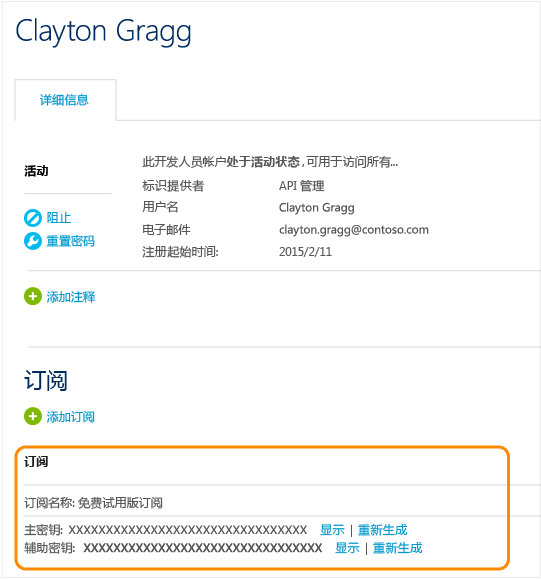 Clayton Gragg
详细信息
活动
此开发人员帐户处于活动状态,可用于访问所有...
标识提供者 API 管理
阻止
用户名 Clayton Gragg
重置密码
电子邮件 clayton.gragg@contoso.com
注册起始时间: 2015/2/11
添加注释
订阅
添加订阅
订阅
订阅名称: 免费试用版订阅
主密钥: XXXXXXXXXXXXXXXXXXXXXXXXXXXXXXXX 显示 | 重新生成
辅助密钥: XXXXXXXXXXXXXXXXXXXXXXXXXXXXXXXX 显示 | 重新生成